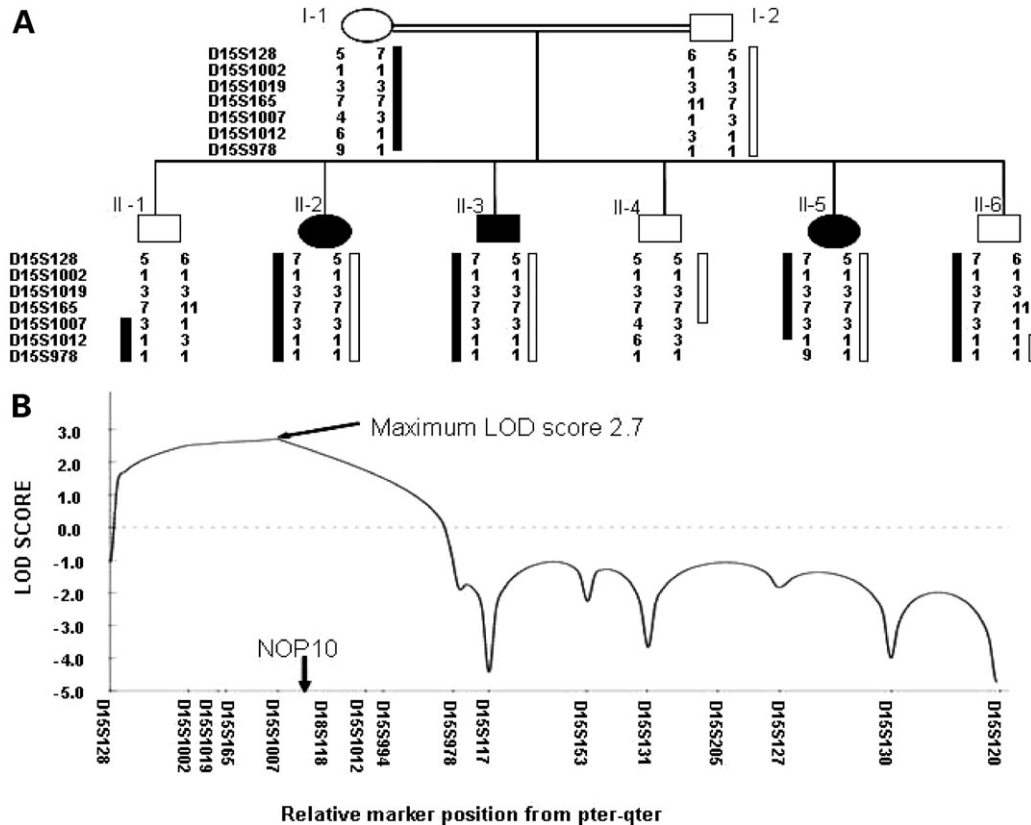 A
I-1
I-2
D15S128 5 7 6 5
D15S1002 1 1 1 1
D15S1019 3 3 3 3
D15S165 7 7 11 7
D15S1007 4 3 1 3
D15S1012 6 1 3 1
D15S978 9 1 1 1
II-1 II-2 II-3 II-4 II-5 II-6
D15S128 5 6 7 5 7 5 5 5 7 5 7 6
D15S1002 1 1 1 1 1 1 1 1 1 1 1 1
D15S1019 3 3 3 3 3 3 3 3 3 3 3 3
D15S165 7 11 7 7 7 7 7 7 7 7 7 11
D15S1007 3 1 3 3 3 3 4 3 3 3 3 1
D15S1012 1 3 1 1 1 1 6 3 1 1 1 1
D15S978 1 1 1 1 1 1 1 1 9 1 1 1
B
LOD SCORE
3.0
2.0
1.0
0.0
-1.0
-2.0
-3.0
-4.0
-5.0
Maximum LOD score 2.7
NOP10
D15S128
D15S1002
D15S1019
D15S165
D15S1007
D18S118
D15S1012
D15S994
D15S978
D15S117
D15S153
D15S131
D15S205
D15S127
D15S130
D15S120
Relative marker position from pter-qter